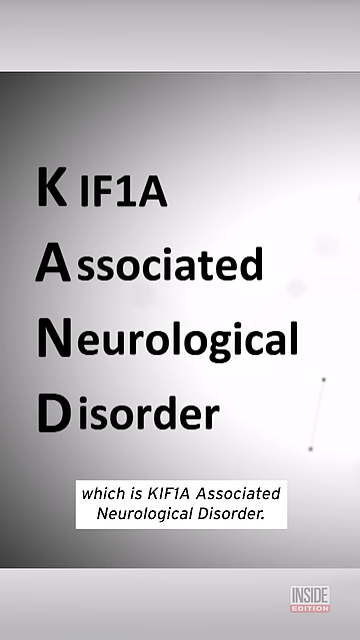 KIF1A
Associated
Neurological
Disorder
which is KIF1A Associated
Neurological Disorder.
INSIDE
EDITION